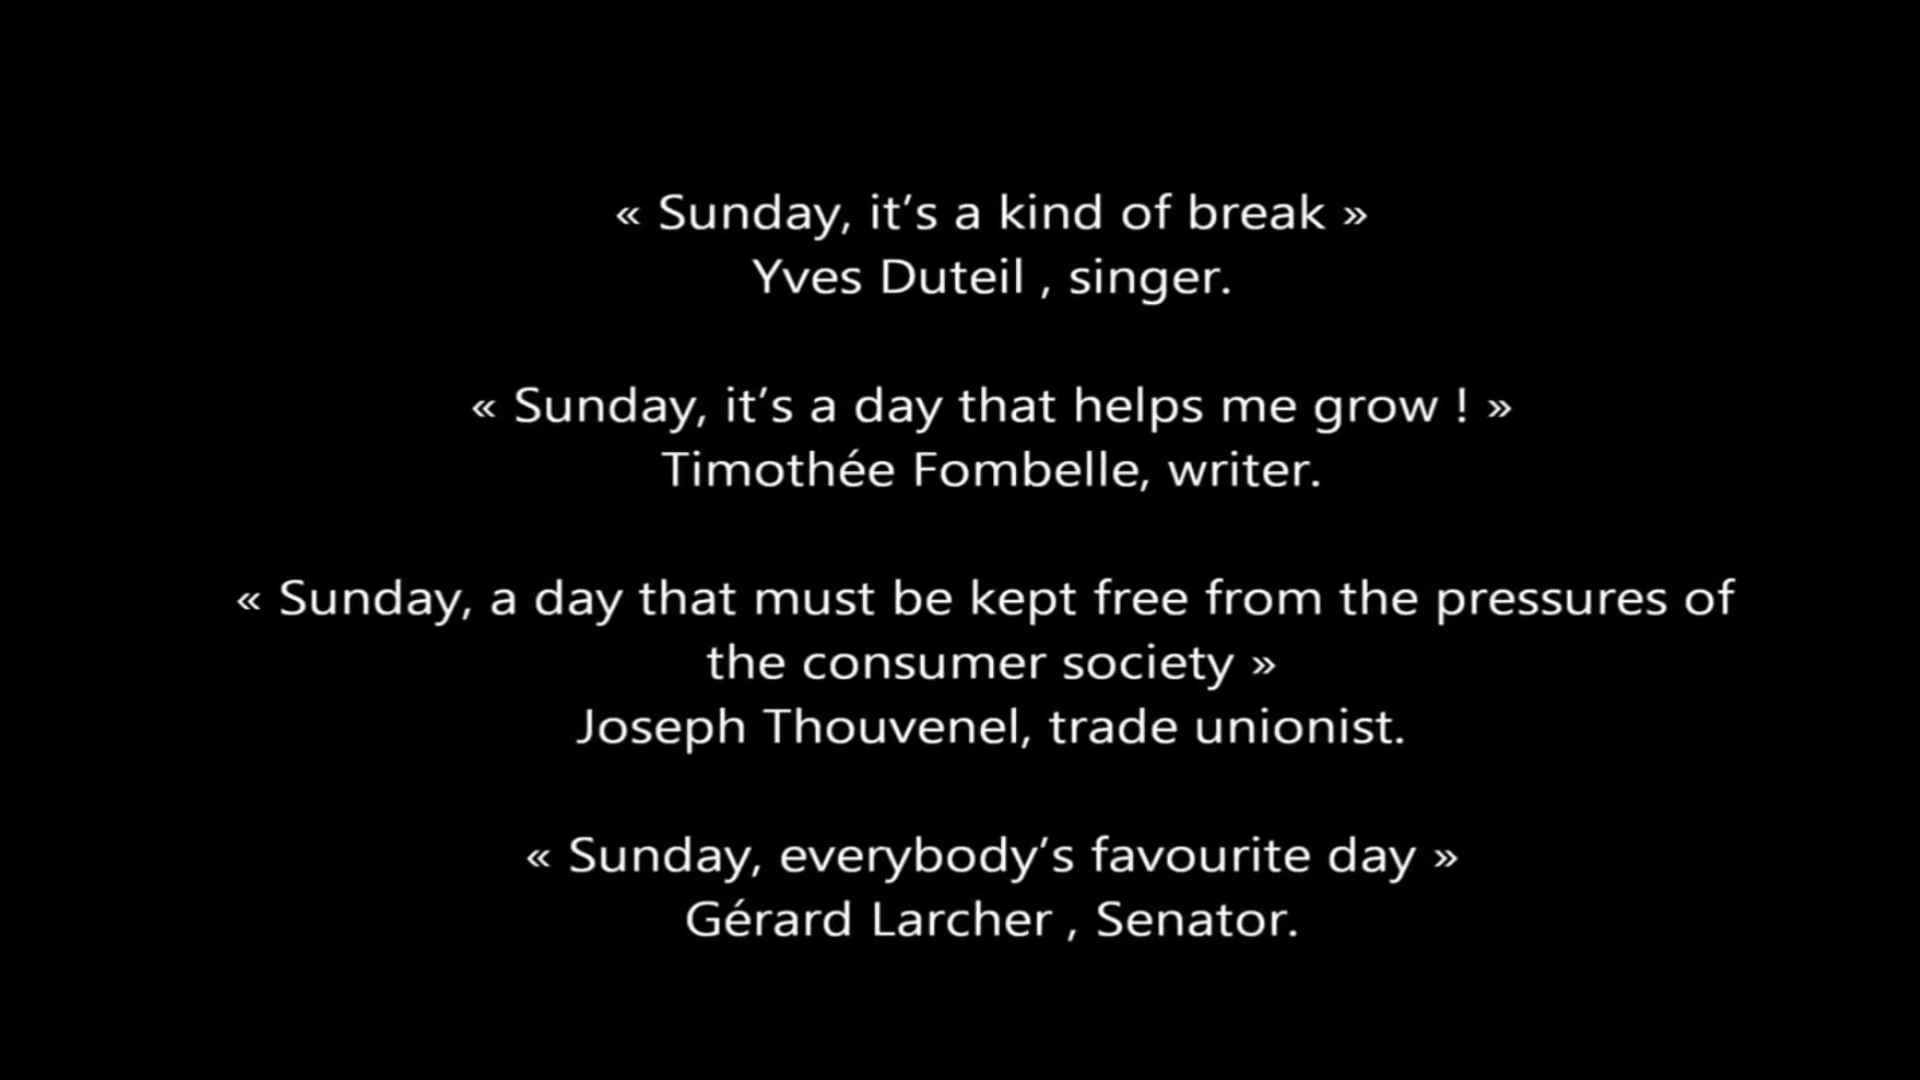 « Sunday, it’s a kind of break »
Yves Duteil , singer.
« Sunday, it’s a day that helps me grow ! »
Timothée Fombelle, writer.
« Sunday, a day that must be kept free from the pressures of
the consumer society »
Joseph Thouvenel, trade unionist.
« Sunday, everybody’s favourite day »
Gérard Larcher , Senator.